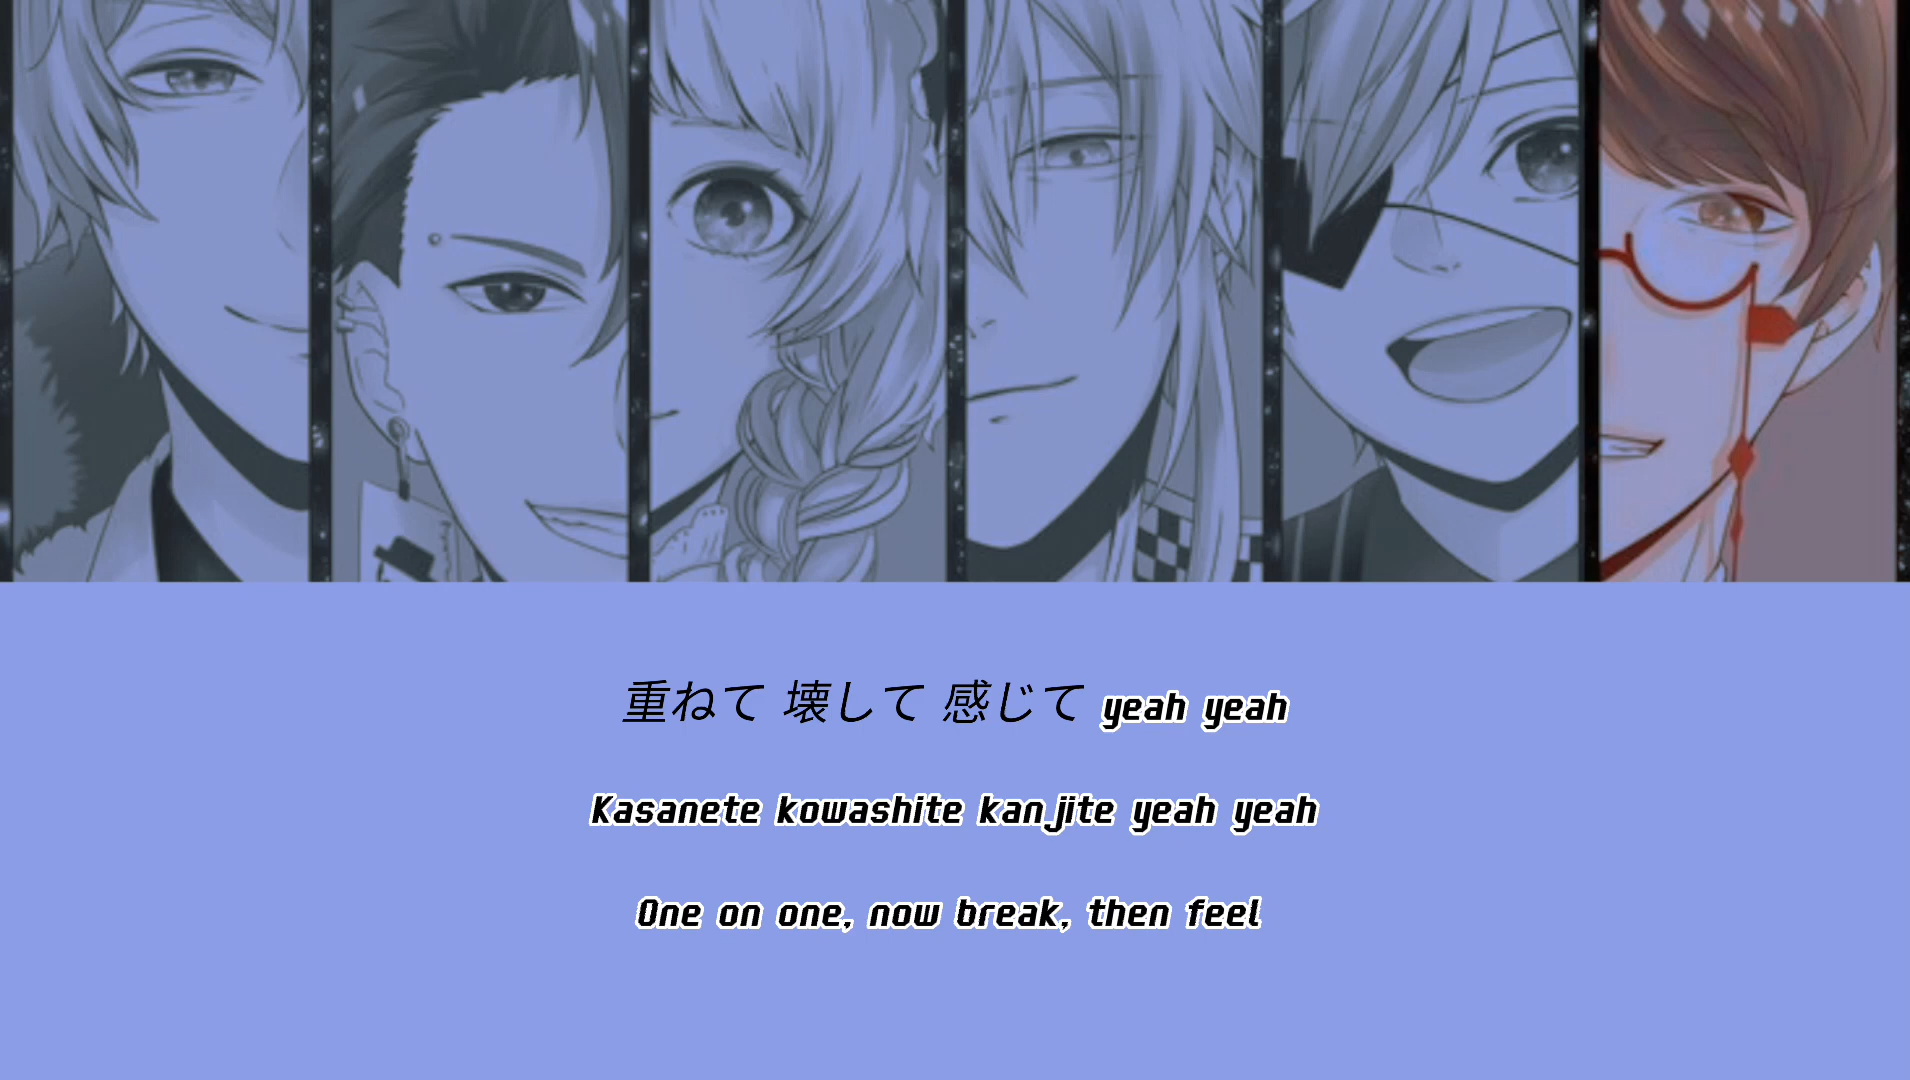 重ねて 壊して 感じて yeah yeah
Kasanete kowashite kanjite yeah yeah
One on one, now break, then feel